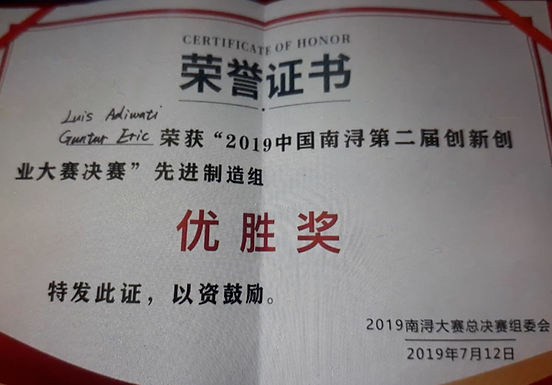 CERTIFICATE OF HONOR
荣誉证书
Luis Adiwati
Guntur Eric 荣获“2019中国南浔第二届创新创
业大赛决赛”先进制造组
优胜奖
特发此证，以资鼓励。
2019南浔大赛总决赛组委会
2019年7月12日